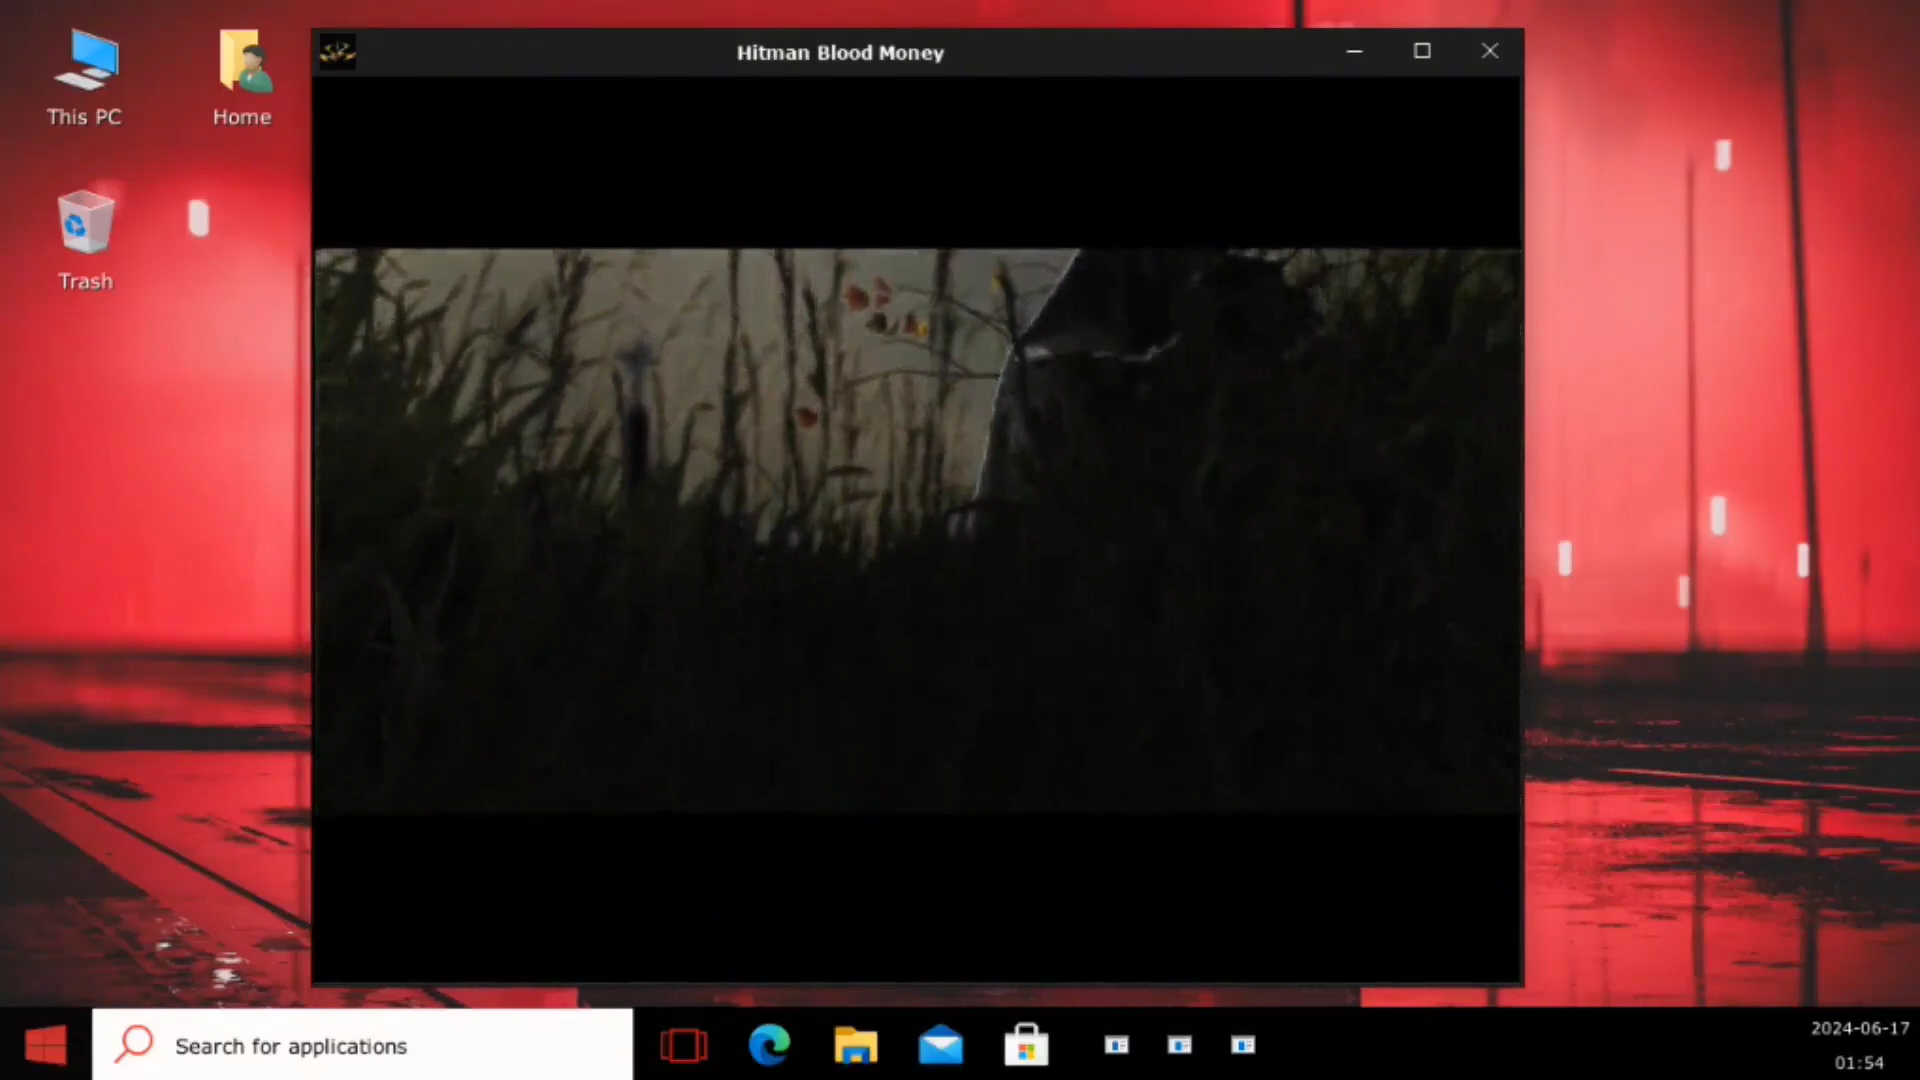 Hitman Blood Money
This PC
Home
Trash
Search for applications
2024-06-17
01:54